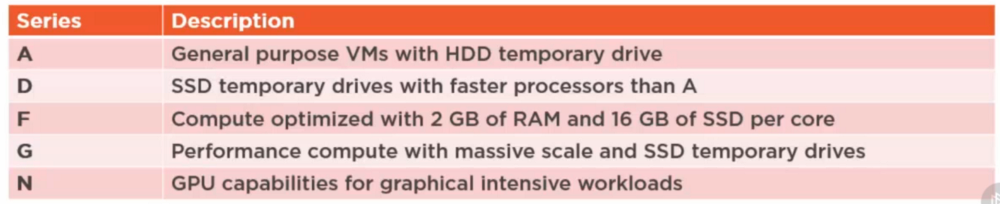 Series Description
A General purpose VMs with HDD temporary drive
D SSD temporary drives with faster processors than A
F Compute optimized with 2 GB of RAM and 16 GB of SSD per core
G Performance compute with massive scale and SSD temporary drives
N GPU capabilities for graphical intensive workloads